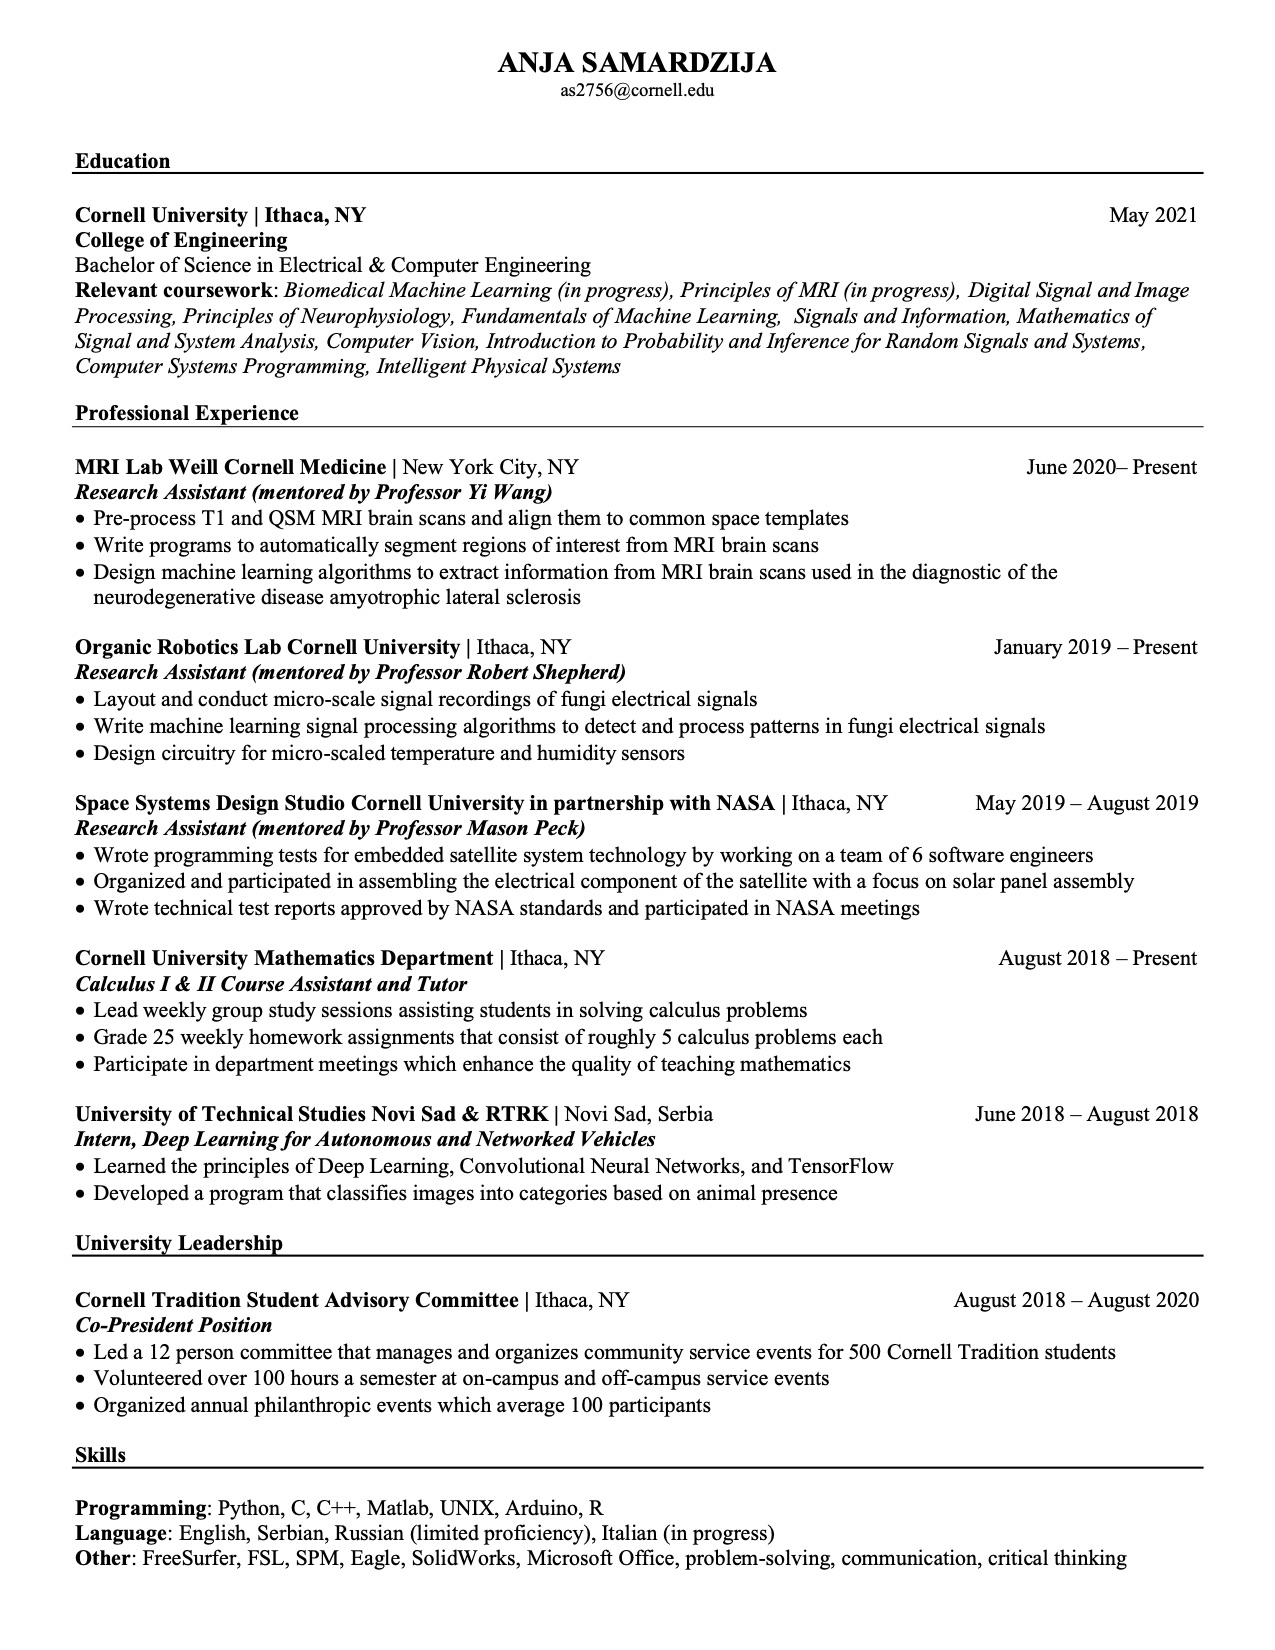 ANJA SAMARDZIJA
as2756@cornell.edu
Education
Cornell University | Ithaca, NY May 2021
College of Engineering
Bachelor of Science in Electrical & Computer Engineering
Relevant coursework: Biomedical Machine Learning (in progress), Principles of MRI (in progress), Digital Signal and Image
Processing, Principles of Neurophysiology, Fundamentals of Machine Learning, Signals and Information, Mathematics of
Signal and System Analysis, Computer Vision, Introduction to Probability and Inference for Random Signals and Systems,
Computer Systems Programming, Intelligent Physical Systems
Professional Experience
MRI Lab Weill Cornell Medicine | New York City, NY June 2020– Present
Research Assistant (mentored by Professor Yi Wang)
• Pre-process T1 and QSM MRI brain scans and align them to common space templates
• Write programs to automatically segment regions of interest from MRI brain scans
• Design machine learning algorithms to extract information from MRI brain scans used in the diagnostic of the
neurodegenerative disease amyotrophic lateral sclerosis
Organic Robotics Lab Cornell University | Ithaca, NY January 2019 – Present
Research Assistant (mentored by Professor Robert Shepherd)
• Layout and conduct micro-scale signal recordings of fungi electrical signals
• Write machine learning signal processing algorithms to detect and process patterns in fungi electrical signals
• Design circuitry for micro-scaled temperature and humidity sensors
Space Systems Design Studio Cornell University in partnership with NASA | Ithaca, NY May 2019 – August 2019
Research Assistant (mentored by Professor Mason Peck)
• Wrote programming tests for embedded satellite system technology by working on a team of 6 software engineers
• Organized and participated in assembling the electrical component of the satellite with a focus on solar panel assembly
• Wrote technical test reports approved by NASA standards and participated in NASA meetings
Cornell University Mathematics Department | Ithaca, NY August 2018 – Present
Calculus I & II Course Assistant and Tutor
• Lead weekly group study sessions assisting students in solving calculus problems
• Grade 25 weekly homework assignments that consist of roughly 5 calculus problems each
• Participate in department meetings which enhance the quality of teaching mathematics
University of Technical Studies Novi Sad & RTRK | Novi Sad, Serbia June 2018 – August 2018
Intern, Deep Learning for Autonomous and Networked Vehicles
• Learned the principles of Deep Learning, Convolutional Neural Networks, and TensorFlow
• Developed a program that classifies images into categories based on animal presence
University Leadership
Cornell Tradition Student Advisory Committee | Ithaca, NY August 2018 – August 2020
Co-President Position
• Led a 12 person committee that manages and organizes community service events for 500 Cornell Tradition students
• Volunteered over 100 hours a semester at on-campus and off-campus service events
• Organized annual philanthropic events which average 100 participants
Skills
Programming: Python, C, C++, Matlab, UNIX, Arduino, R
Language: English, Serbian, Russian (limited proficiency), Italian (in progress)
Other: FreeSurfer, FSL, SPM, Eagle, SolidWorks, Microsoft Office, problem-solving, communication, critical thinking